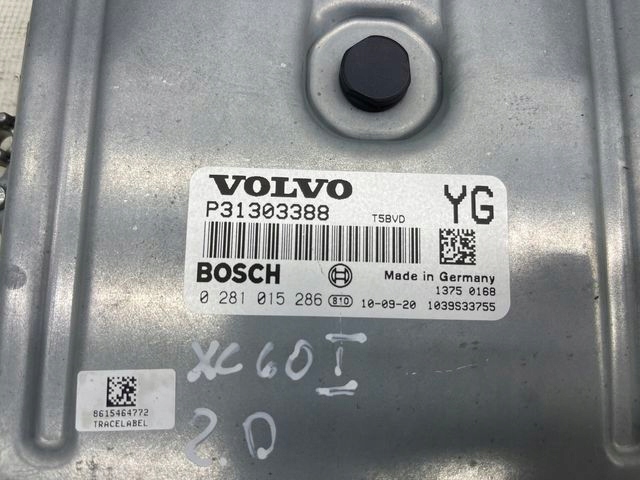 VOLVO
P31303388 T5BVD YG
BOSCH Made in Germany
1375 0168
0 281 015 286 810 10-09-20 1039S33755
XC60 I
2.D
8615464772
TRACELABEL